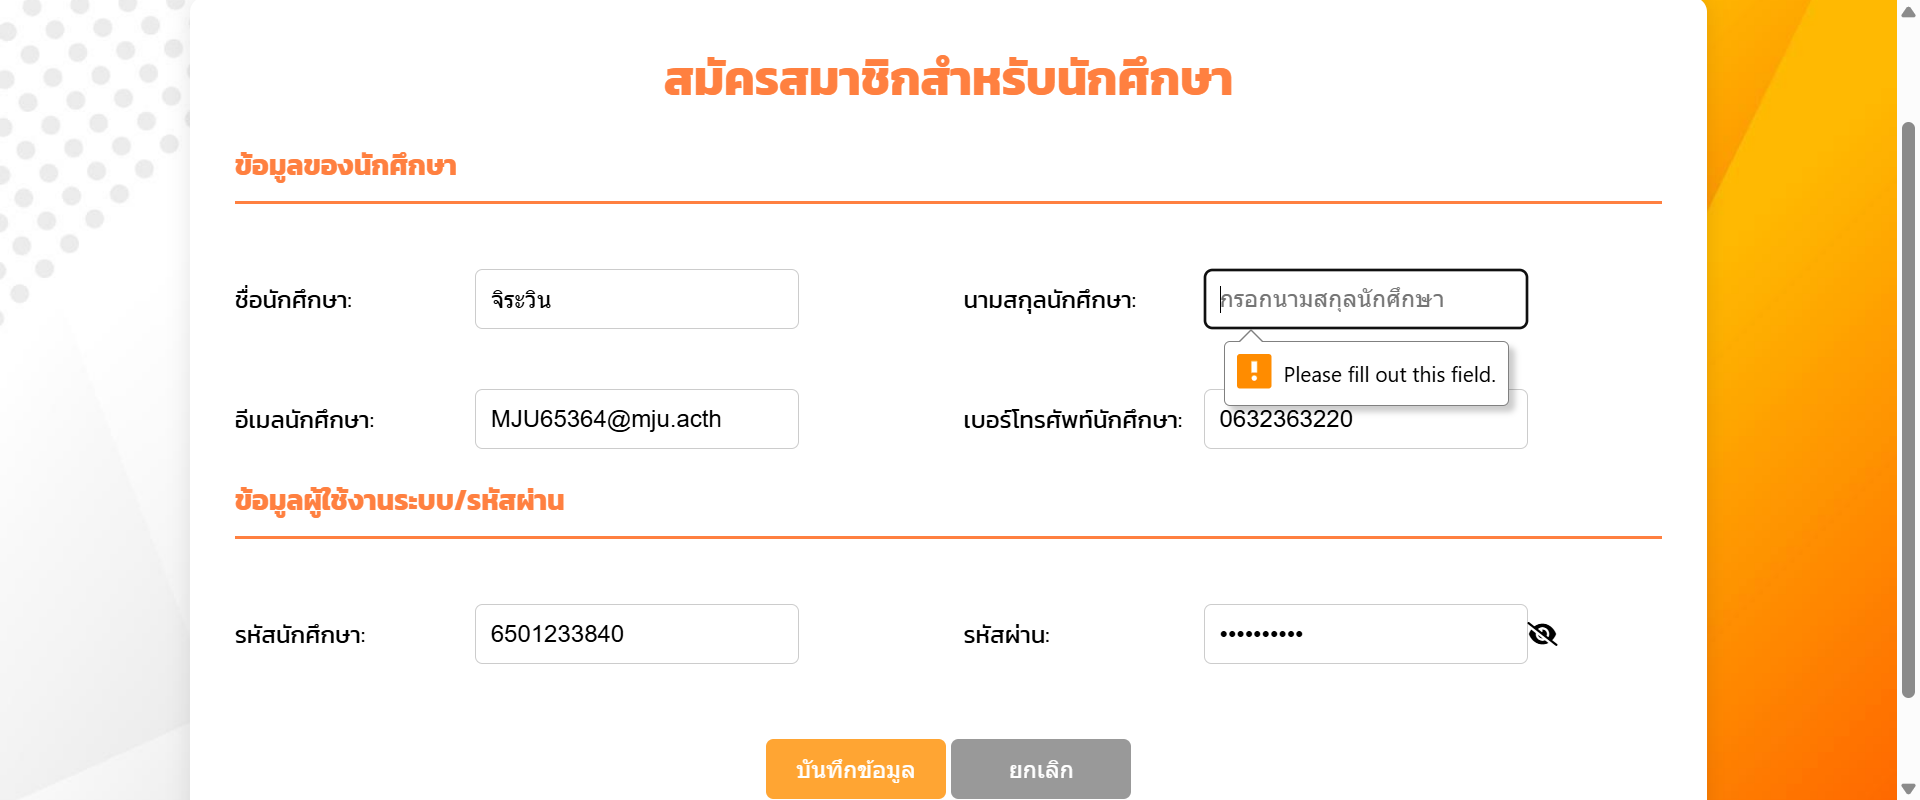 สมัครสมาชิกสำหรับนักศึกษา
ข้อมูลของนักศึกษา
ชื่อนักศึกษา: จิระวิน นามสกุลนักศึกษา: กรอกนามสกุลนักศึกษา
Please fill out this field.
อีเมลนักศึกษา: MJU65364@mju.acth เบอร์โทรศัพท์นักศึกษา: 0632363220
ข้อมูลผู้ใช้งานระบบ/รหัสผ่าน
รหัสนักศึกษา: 6501233840 รหัสผ่าน: ••••••••••
บันทึกข้อมูล ยกเลิก